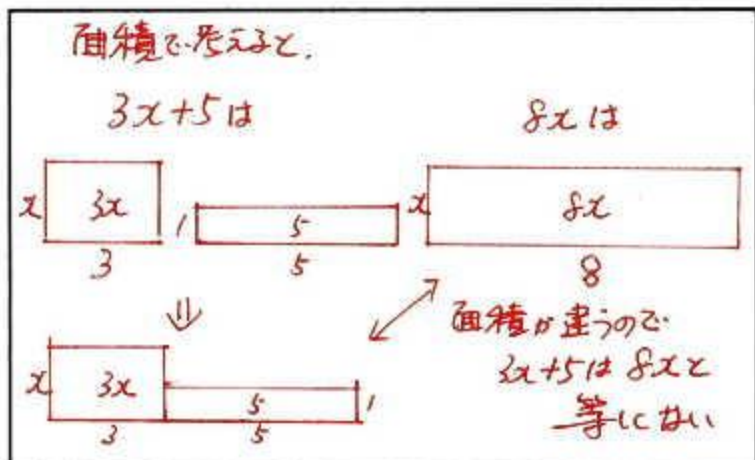 面積で考えると、
3x+5は
8xは
x 3x 1 5 x 8x
3 5 8
⇓
面積が違うので
x 3x 5 1
3x+5は 8xと
3 5
等しくない